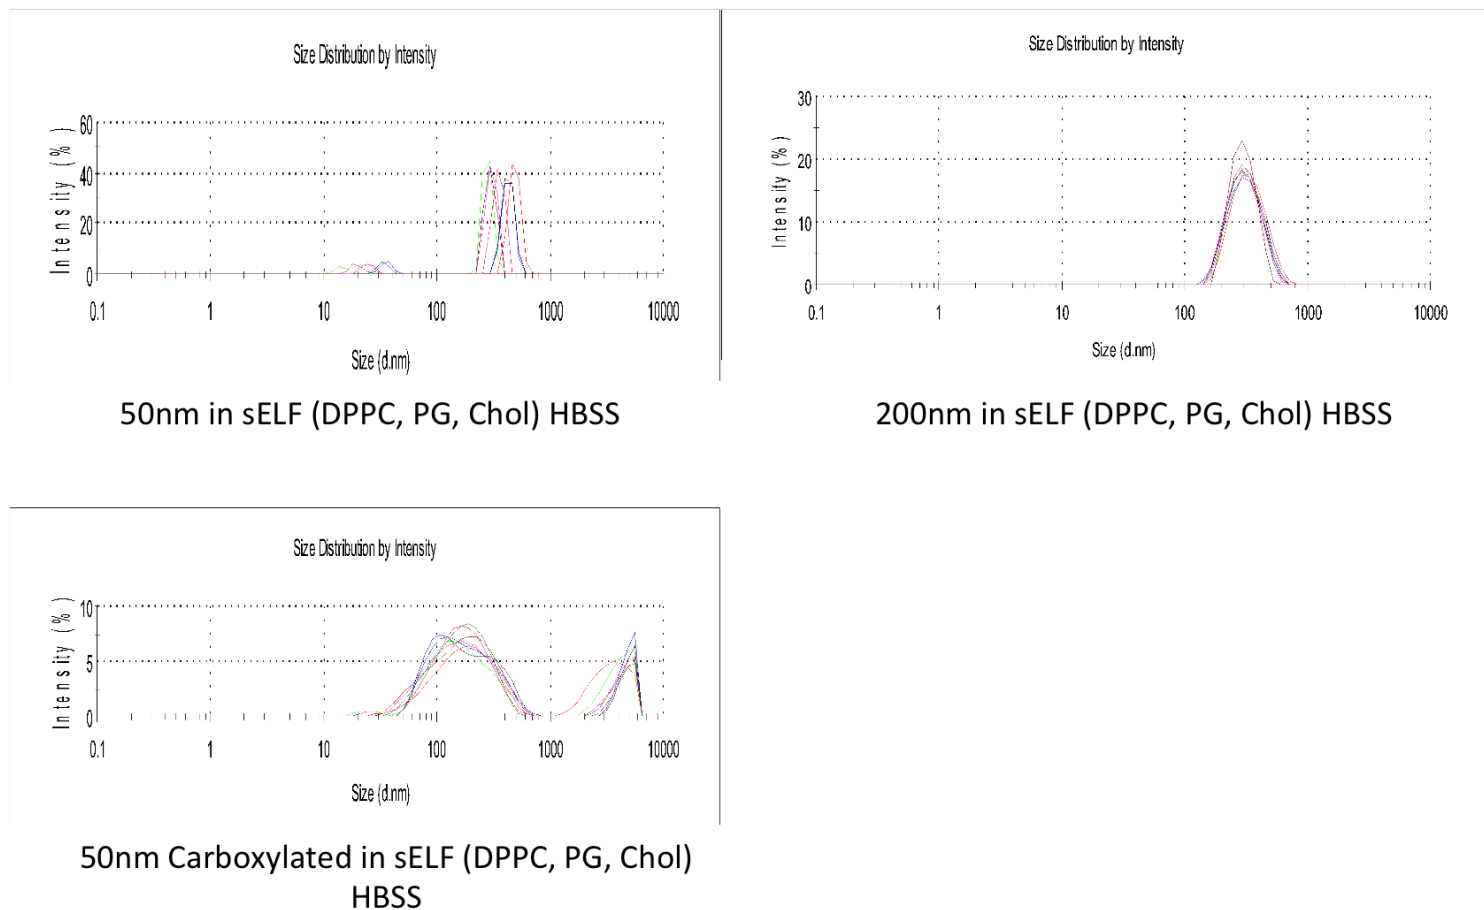 Size Distribution by Intensity
Intensity (%)
60
40
20
0
0.1 1 10 100 1000 10000
Size (d.nm)
50nm in sELF (DPPC, PG, Chol) HBSS
Size Distribution by Intensity
Intensity (%)
30
20
10
0
0.1 1 10 100 1000 10000
Size (d.nm)
200nm in sELF (DPPC, PG, Chol) HBSS
Size Distribution by Intensity
Intensity (%)
10
5
0
0.1 1 10 100 1000 10000
Size (d.nm)
50nm Carboxylated in sELF (DPPC, PG, Chol)
HBSS